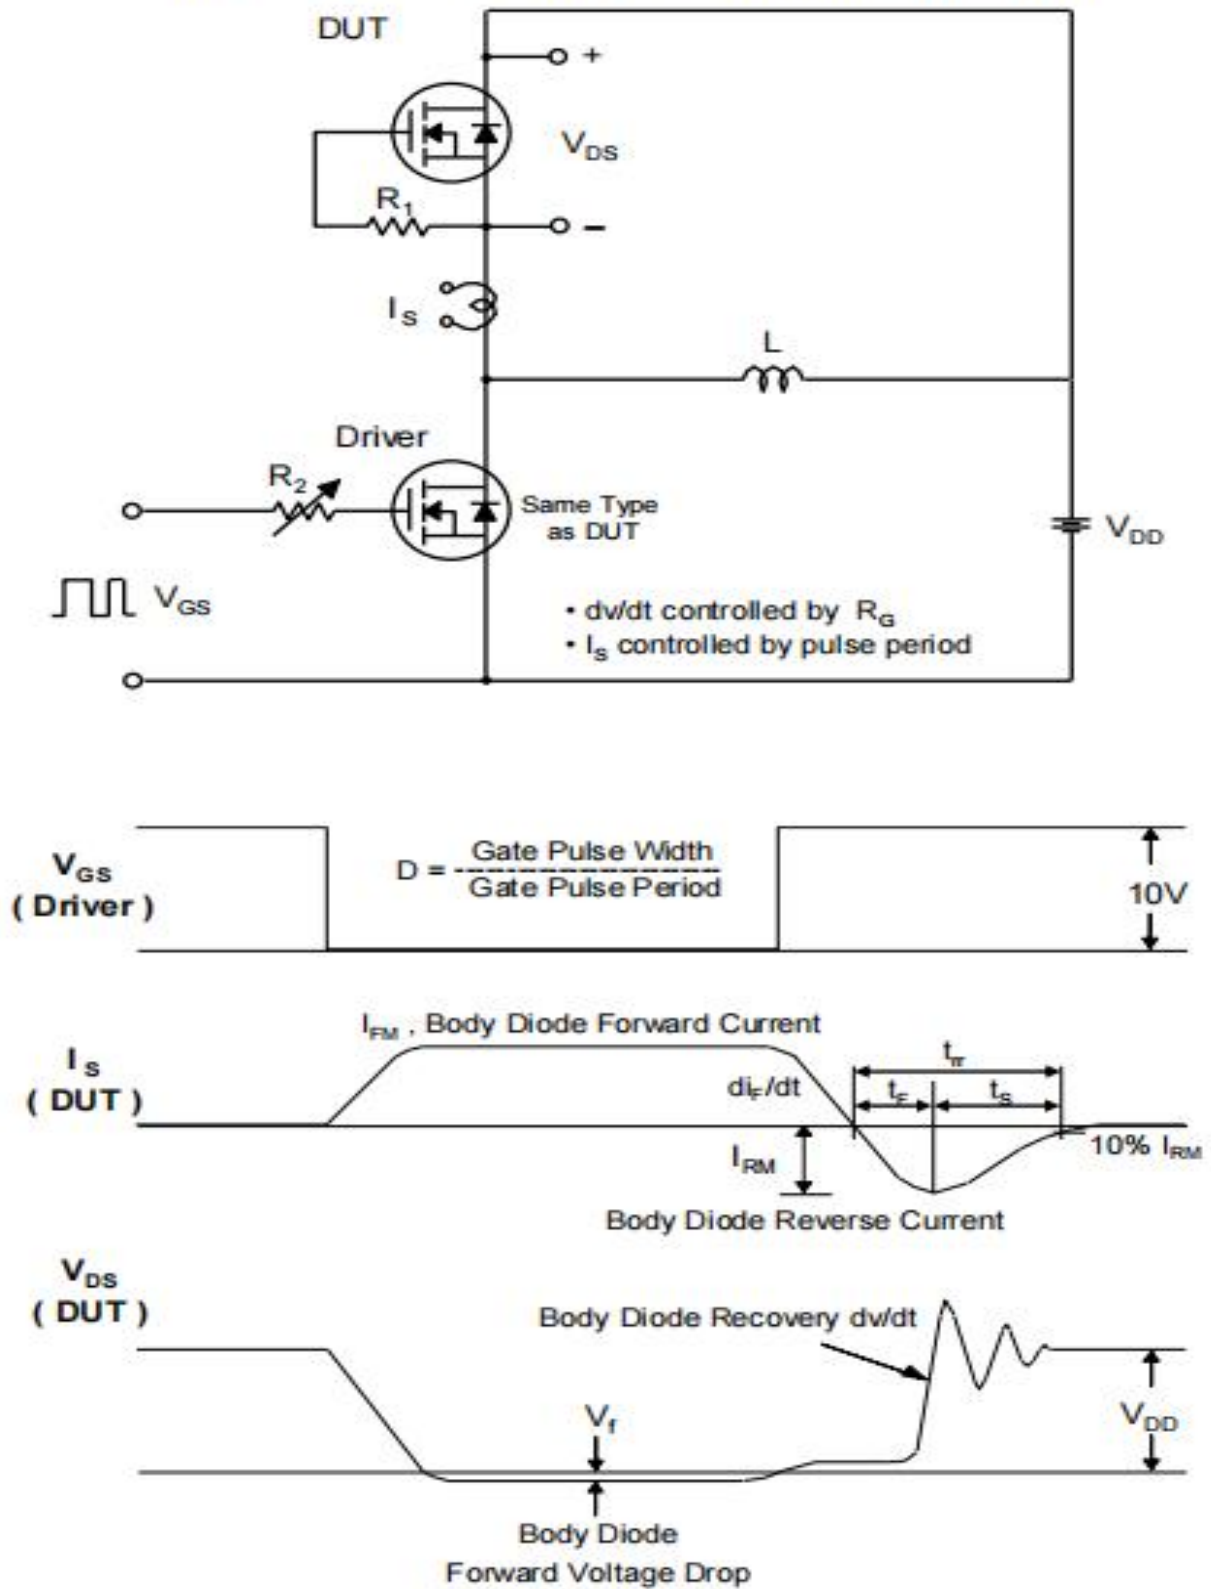 DUT
+
V_DS
R_1
–
I_S
L
Driver
R_2
Same Type
as DUT
V_DD
V_GS
• dv/dt controlled by R_G
• I_S controlled by pulse period
V_GS
( Driver )
D = Gate Pulse Width
Gate Pulse Period
10V
I_FM , Body Diode Forward Current
I_S
( DUT )
di_F/dt
t_rr
t_F
t_S
I_RM
10% I_RM
Body Diode Reverse Current
V_DS
( DUT )
Body Diode Recovery dv/dt
V_f
V_DD
Body Diode
Forward Voltage Drop